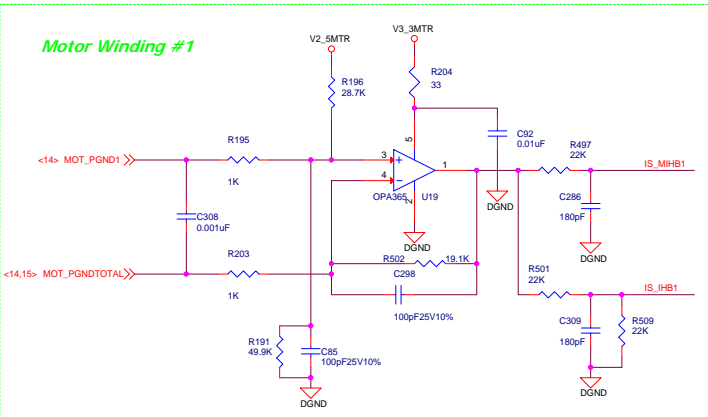 Motor Winding #1
V2_5MTR
V3_3MTR
R196
28.7K
R204
33
C92
0.01uF
R195
1K
<14> MOT_PGND1
3
4
5
1
2
OPA365
U19
DGND
DGND
R497
22K
IS_MIHB1
C286
180pF
DGND
C308
0.001uF
<14,15> MOT_PGNDTOTAL
R203
1K
R502
19.1K
C298
100pF25V10%
R501
22K
IS_IHB1
R191
49.9K
C85
100pF25V10%
DGND
C309
180pF
R509
22K
DGND